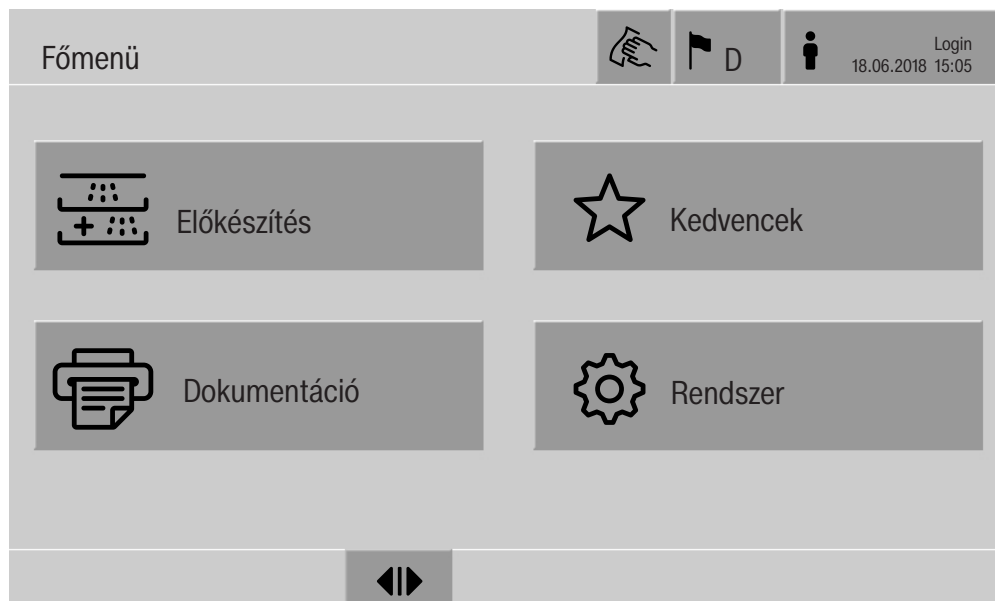 Főmenü
D
Login
18.06.2018 15:05
Előkészítés
Kedvencek
Dokumentáció
Rendszer